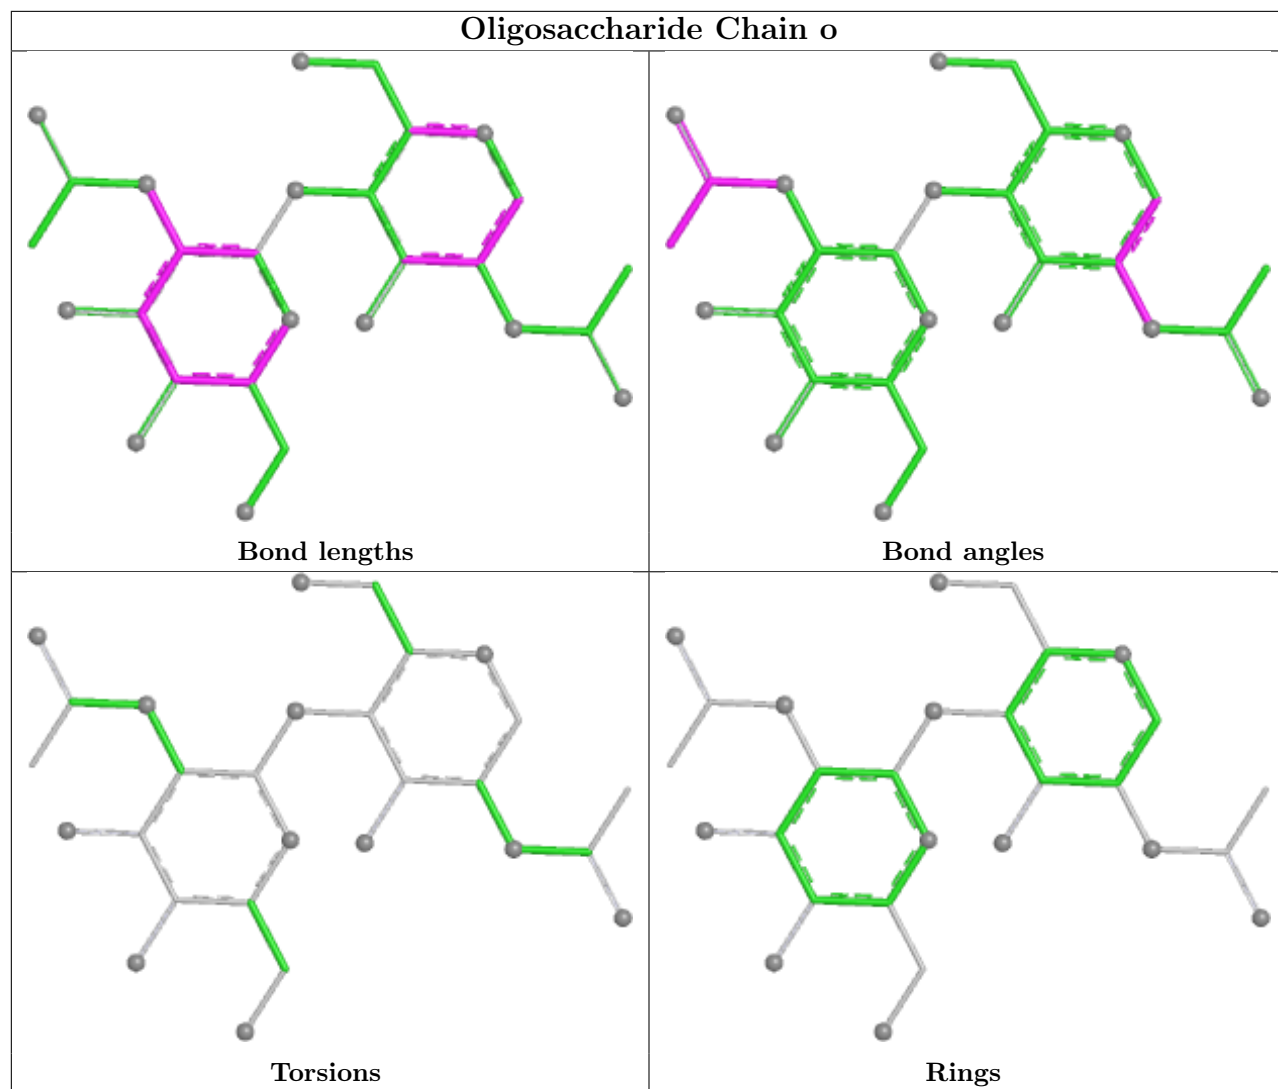 Oligosaccharide Chain o
Bond lengths
Bond angles
Torsions
Rings